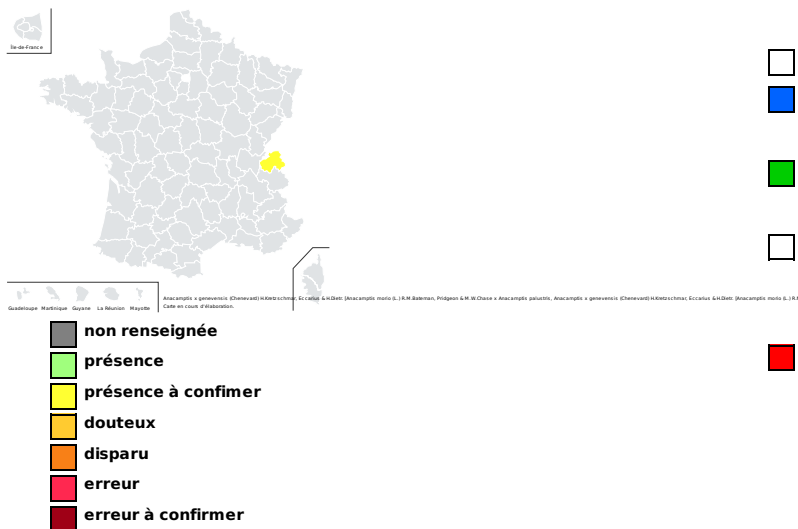 Île-de-France
Guadeloupe Martinique Guyane La Réunion Mayotte
Anacamptis x genevensis (Chenevard) H.Kretzschmar, Eccarius & H.Dietr. [Anacamptis morio (L.) R.M.Bateman, Pridgeon & M.W.Chase x Anacamptis palustris, Anacamptis x genevensis (Chenevard) H.Kretzschmar, Eccarius & H.Dietr. [Anacamptis morio (L.) R.
Carte en cours d'élaboration.
non renseignée
présence
présence à confimer
douteux
disparu
erreur
erreur à confirmer